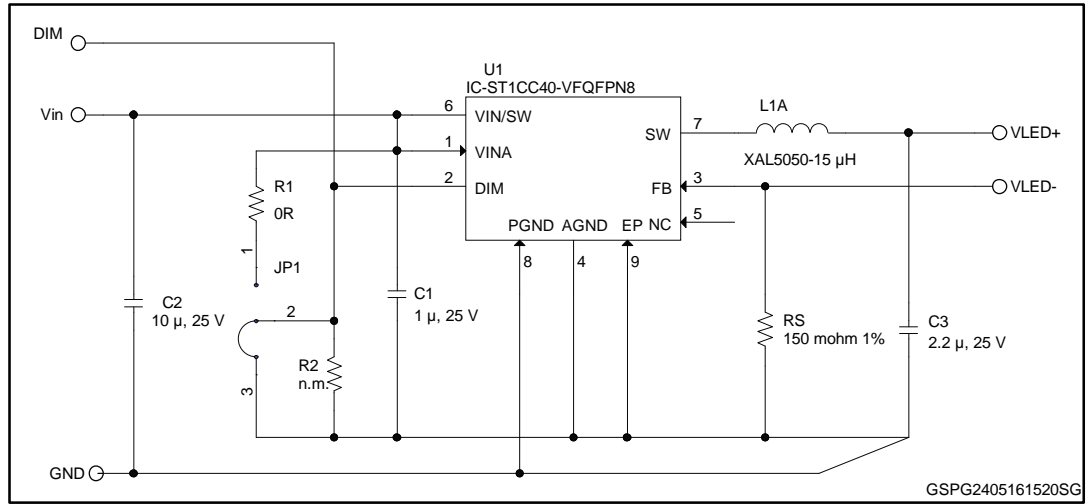 DIM
U1
IC-ST1CC40-VFQFPN8
L1A
Vin
6
VIN/SW
SW
7
VLED+
1
VINA
XAL5050-15 µH
2
DIM
FB
3
VLED-
R1
0R
NC
5
PGND
AGND
EP
8
4
9
1
JP1
C2
10 µ, 25 V
2
C1
1 µ, 25 V
RS
150 mohm 1%
C3
2.2 µ, 25 V
R2
n.m.
3
GND
GSPG2405161520SG